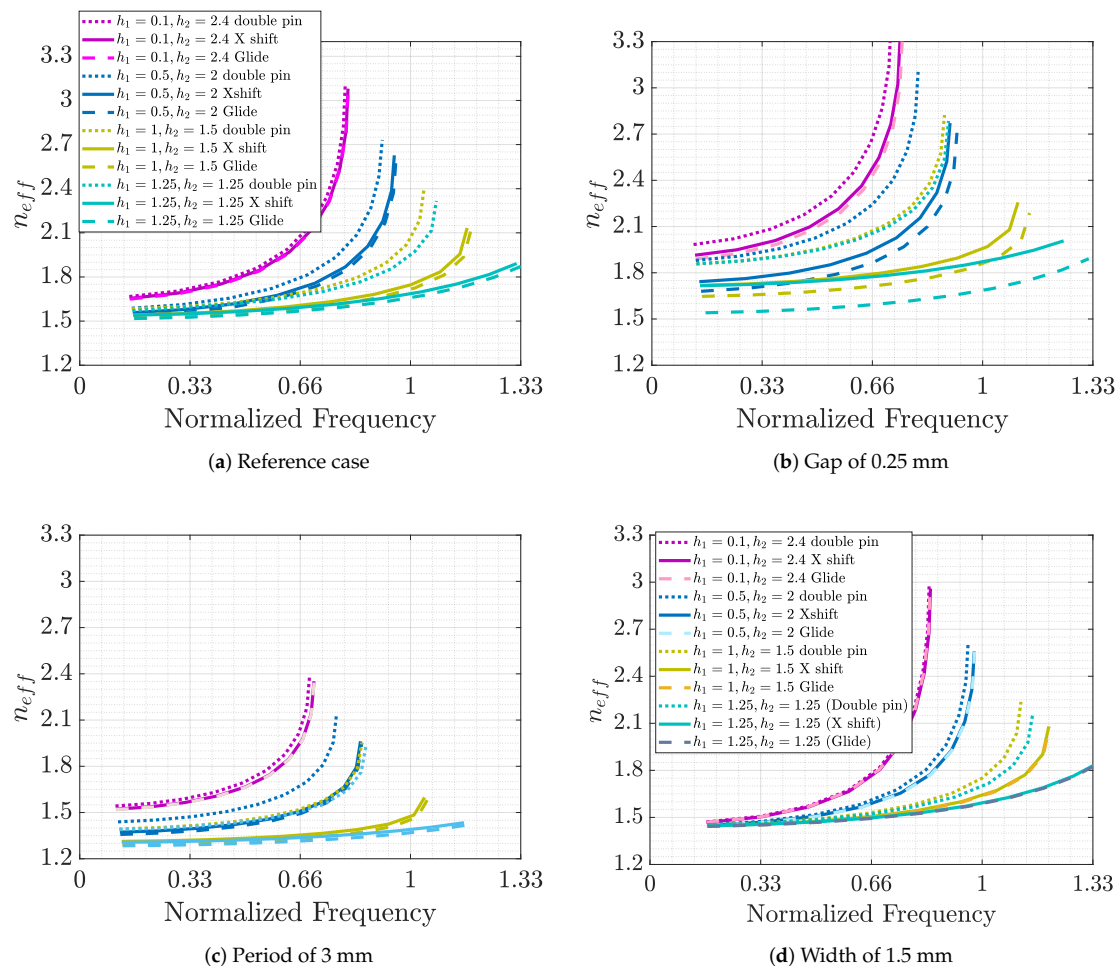 3.3
3
2.7
2.4
2.1
1.9
1.5
1.2
n_eff
h₁ = 0.1, h₂ = 2.4 double pin
h₁ = 0.1, h₂ = 2.4 X shift
h₁ = 0.1, h₂ = 2.4 Glide
h₁ = 0.5, h₂ = 2 double pin
h₁ = 0.5, h₂ = 2 Xshift
h₁ = 0.5, h₂ = 2 Glide
h₁ = 1, h₂ = 1.5 double pin
h₁ = 1, h₂ = 1.5 X shift
h₁ = 1, h₂ = 1.5 Glide
h₁ = 1.25, h₂ = 1.25 double pin
h₁ = 1.25, h₂ = 1.25 X shift
h₁ = 1.25, h₂ = 1.25 Glide
0 0.33 0.66 1 1.33
Normalized Frequency
(a) Reference case
3.3
3
2.7
2.4
2.1
1.8
1.5
1.2
n_eff
0 0.33 0.66 1 1.33
Normalized Frequency
(b) Gap of 0.25 mm
3.3
3
2.7
2.4
2.1
1.8
1.5
1.2
n_eff
0 0.33 0.66 1 1.33
Normalized Frequency
(c) Period of 3 mm
3.3
3
2.7
2.4
2.1
1.8
1.5
1.2
n_eff
h₁ = 0.1, h₂ = 2.4 double pin
h₁ = 0.1, h₂ = 2.4 X shift
h₁ = 0.1, h₂ = 2.4 Glide
h₁ = 0.5, h₂ = 2 double pin
h₁ = 0.5, h₂ = 2 Xshift
h₁ = 0.5, h₂ = 2 Glide
h₁ = 1, h₂ = 1.5 double pin
h₁ = 1, h₂ = 1.5 X shift
h₁ = 1, h₂ = 1.5 Glide
h₁ = 1.25, h₂ = 1.25 (Double pin)
h₁ = 1.25, h₂ = 1.25 (X shift)
h₁ = 1.25, h₂ = 1.25 (Glide)
0 0.33 0.66 1 1.33
Normalized Frequency
(d) Width of 1.5 mm